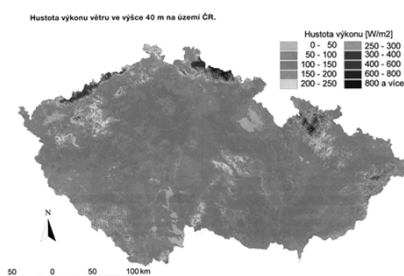 Hustota výkonu větru ve výšce 40 m na území ČR.
Hustota výkonu [W/m2]
0 - 50 250 - 300
50 - 100 300 - 400
100 - 150 400 - 600
150 - 200 600 - 800
200 - 250 800 a více
N
50 0 50 100 km